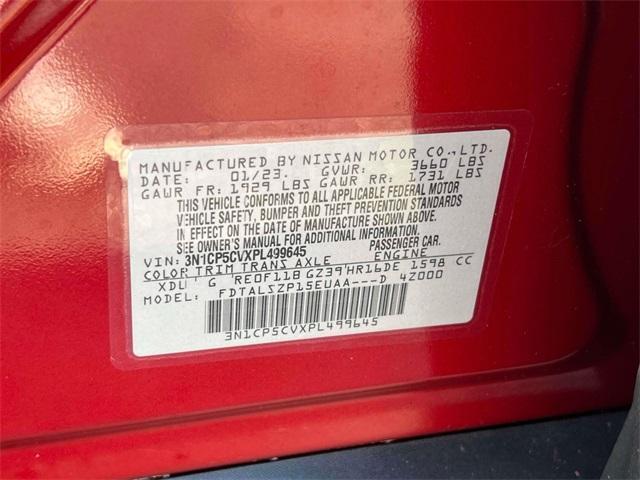 MANUFACTURED BY NISSAN MOTOR CO.,LTD.
DATE: 01/23. GVWR: 3660 LBS
GAWR FR: 1929 LBS GAWR RR: 1731 LBS
THIS VEHICLE CONFORMS TO ALL APPLICABLE FEDERAL MOTOR
VEHICLE SAFETY, BUMPER AND THEFT PREVENTION STANDARDS
IN EFFECT ON THE DATE OF MANUFACTURE SHOWN ABOVE.
SEE OWNER'S MANUAL FOR ADDITIONAL INFORMATION
VIN: 3N1CP5CVXPL499645 PASSENGER CAR.
COLOR TRIM TRANS AXLE ENGINE
G RE0F11B GZ39 HR16DE 1598 CC
MODEL: FDTALSZP15EUAA---D 4Z000
3N1CP5CVXPL499645